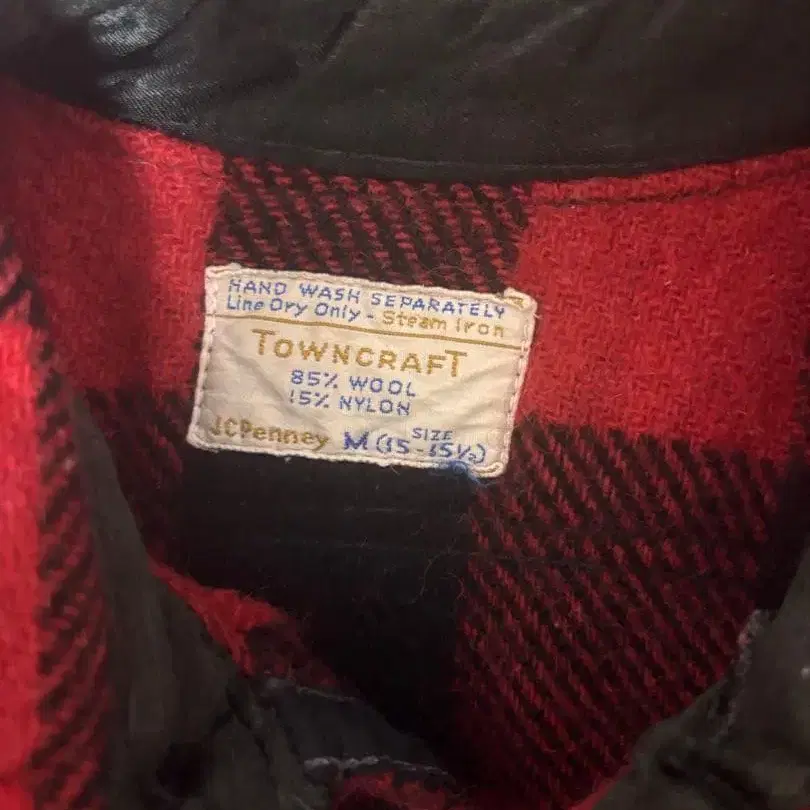 HAND WASH SEPARATELY
Line Dry Only - Steam Iron
TOWNCRAFT
85% WOOL
15% NYLON
JCPenney M SIZE (15-15½)